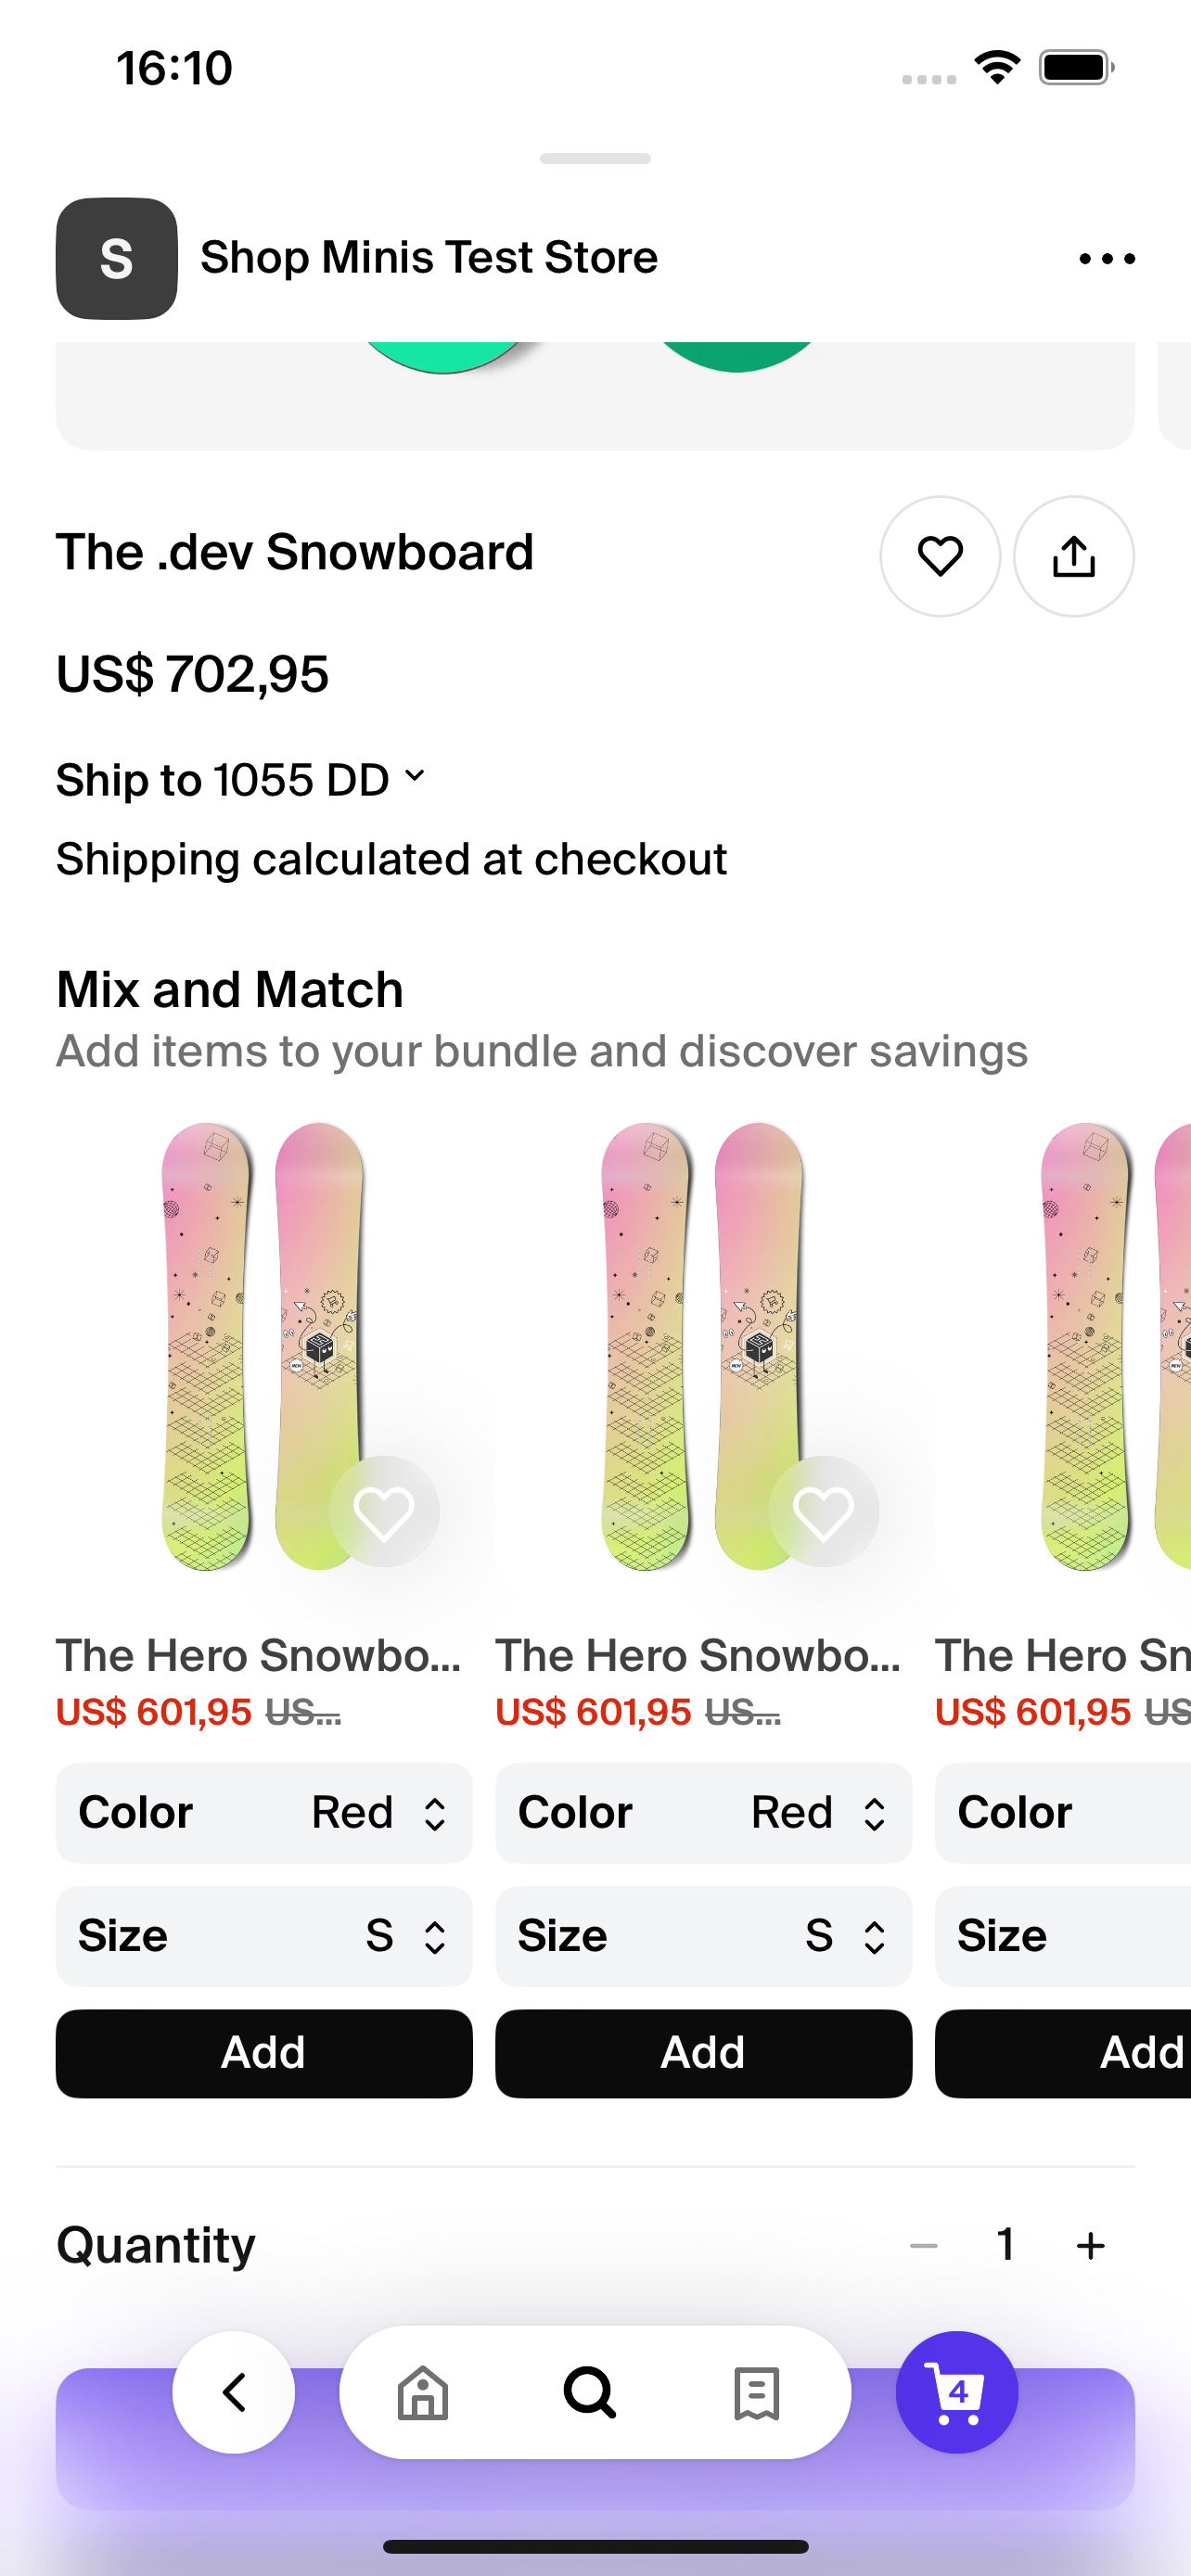 16:10
S Shop Minis Test Store
The .dev Snowboard
US$ 702,95
Ship to 1055 DD
Shipping calculated at checkout
Mix and Match
Add items to your bundle and discover savings
The Hero Snowbo... The Hero Snowbo... The Hero Sn
US$ 601,95 US... US$ 601,95 US... US$ 601,95 US
Color Red Color Red Color
Size S Size S Size
Add Add Add
Quantity 1
4